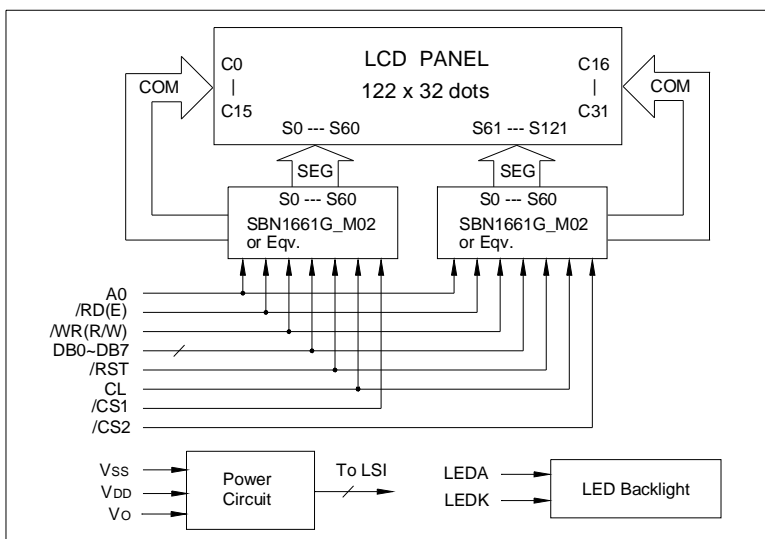 LCD PANEL
122 x 32 dots
C0
|
C15
C16
|
C31
COM
COM
S0 --- S60
S61 --- S121
SEG
SEG
S0 --- S60
SBN1661G_M02
or Eqv.
S0 --- S60
SBN1661G_M02
or Eqv.
A0
/RD(E)
/WR(R/W)
DB0~DB7
/RST
CL
/CS1
/CS2
VSS
VDD
VO
Power
Circuit
To LSI
LEDA
LEDK
LED Backlight